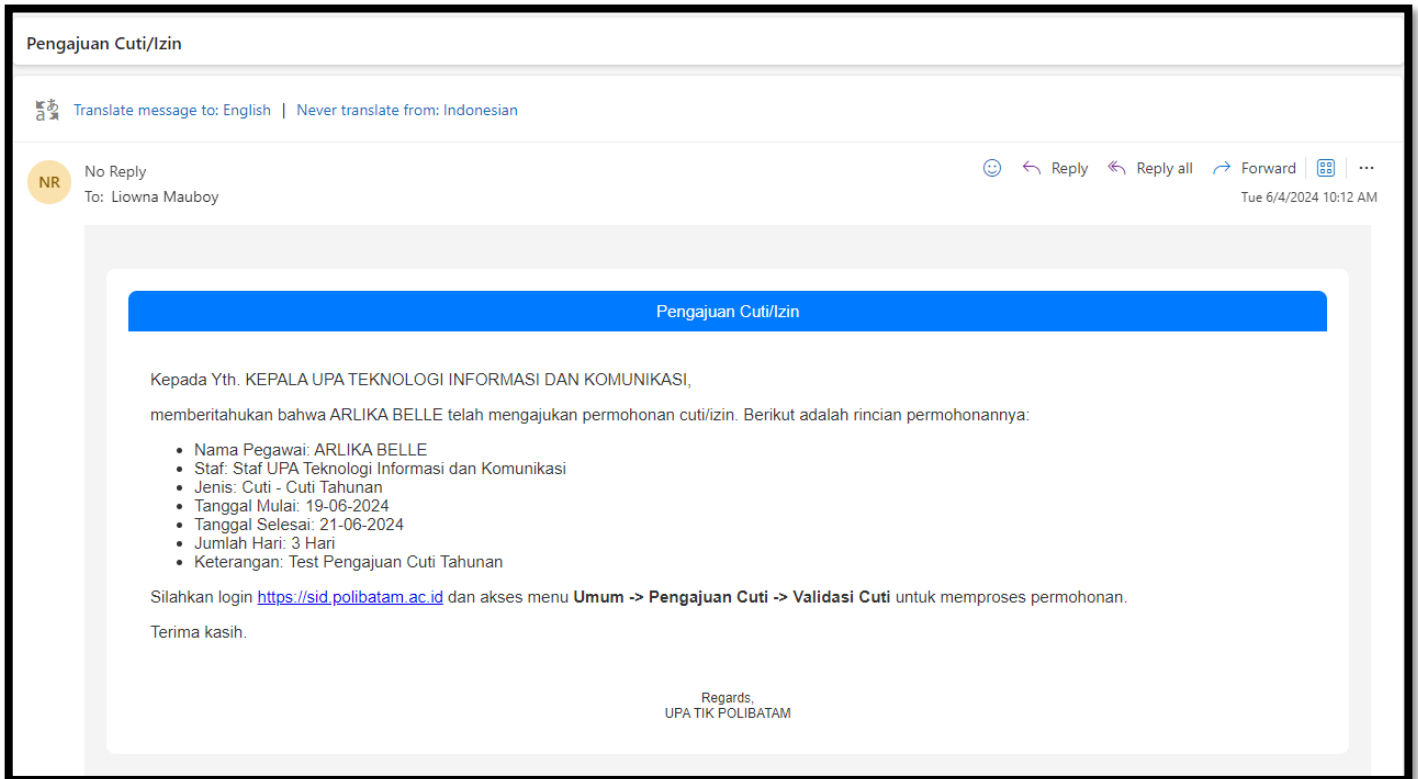 Pengajuan Cuti/Izin
Translate message to: English | Never translate from: Indonesian
NR
No Reply
To: Liowna Mauboy
Reply
Reply all
Forward
Tue 6/4/2024 10:12 AM
Pengajuan Cuti/Izin
Kepada Yth. KEPALA UPA TEKNOLOGI INFORMASI DAN KOMUNIKASI,
memberitahukan bahwa ARLIKA BELLE telah mengajukan permohonan cuti/izin. Berikut adalah rincian permohonannya:
• Nama Pegawai: ARLIKA BELLE
• Staf: Staf UPA Teknologi Informasi dan Komunikasi
• Jenis: Cuti - Cuti Tahunan
• Tanggal Mulai: 19-06-2024
• Tanggal Selesai: 21-06-2024
• Jumlah Hari: 3 Hari
• Keterangan: Test Pengajuan Cuti Tahunan
Silahkan login https://sid.polibatam.ac.id dan akses menu Umum -> Pengajuan Cuti -> Validasi Cuti untuk memproses permohonan.
Terima kasih.
Regards,
UPA TIK POLIBATAM